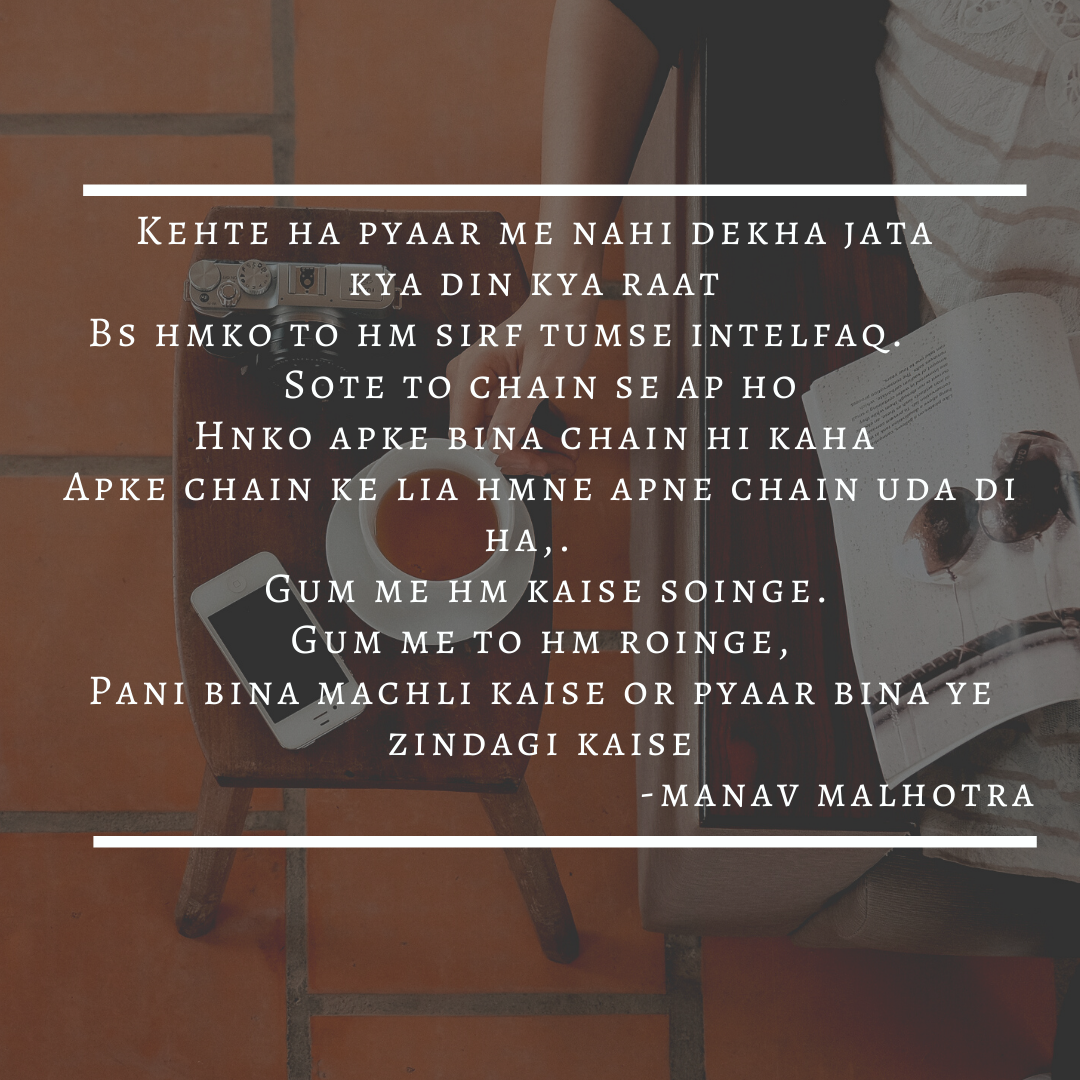 Kehte ha pyaar me nahi dekha jata
kya din kya raat
Bs hmko to hm sirf tumse intelfaq.
Sote to chain se ap ho
Hnko apke bina chain hi kaha
Apke chain ke lia hmne apne chain uda di
ha,.
Gum me hm kaise soinge.
Gum me to hm roinge,
Pani bina machli kaise or pyaar bina ye
zindagi kaise
-manav malhotra